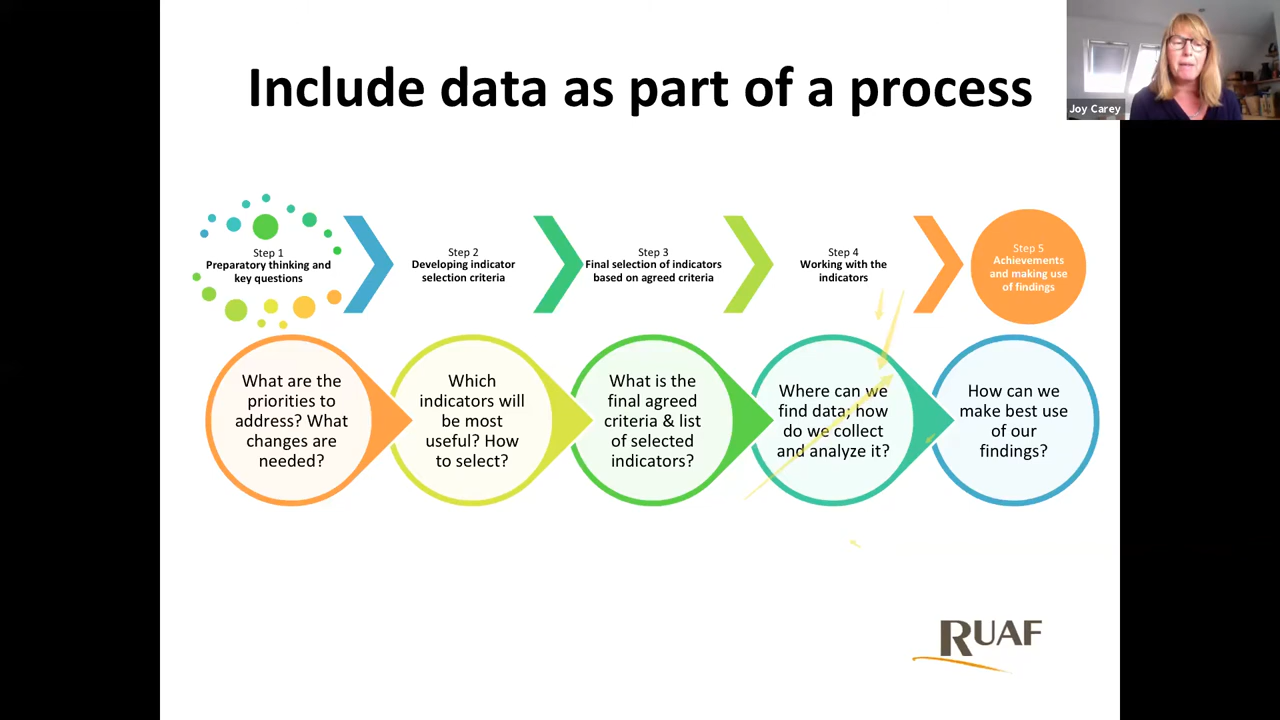 Include data as part of a process
Joy Carey
Step 1
Preparatory thinking and
key questions
Step 2
Developing indicator
selection criteria
Step 3
Final selection of indicators
based on agreed criteria
Step 4
Working with the
indicators
Step 5
Achievements
and making use
of findings
What are the
priorities to
address? What
changes are
needed?
Which
indicators will
be most
useful? How
to select?
What is the
final agreed
criteria & list
of selected
indicators?
Where can we
find data; how
do we collect
and analyze it?
How can we
make best use
of our
findings?
RUAF